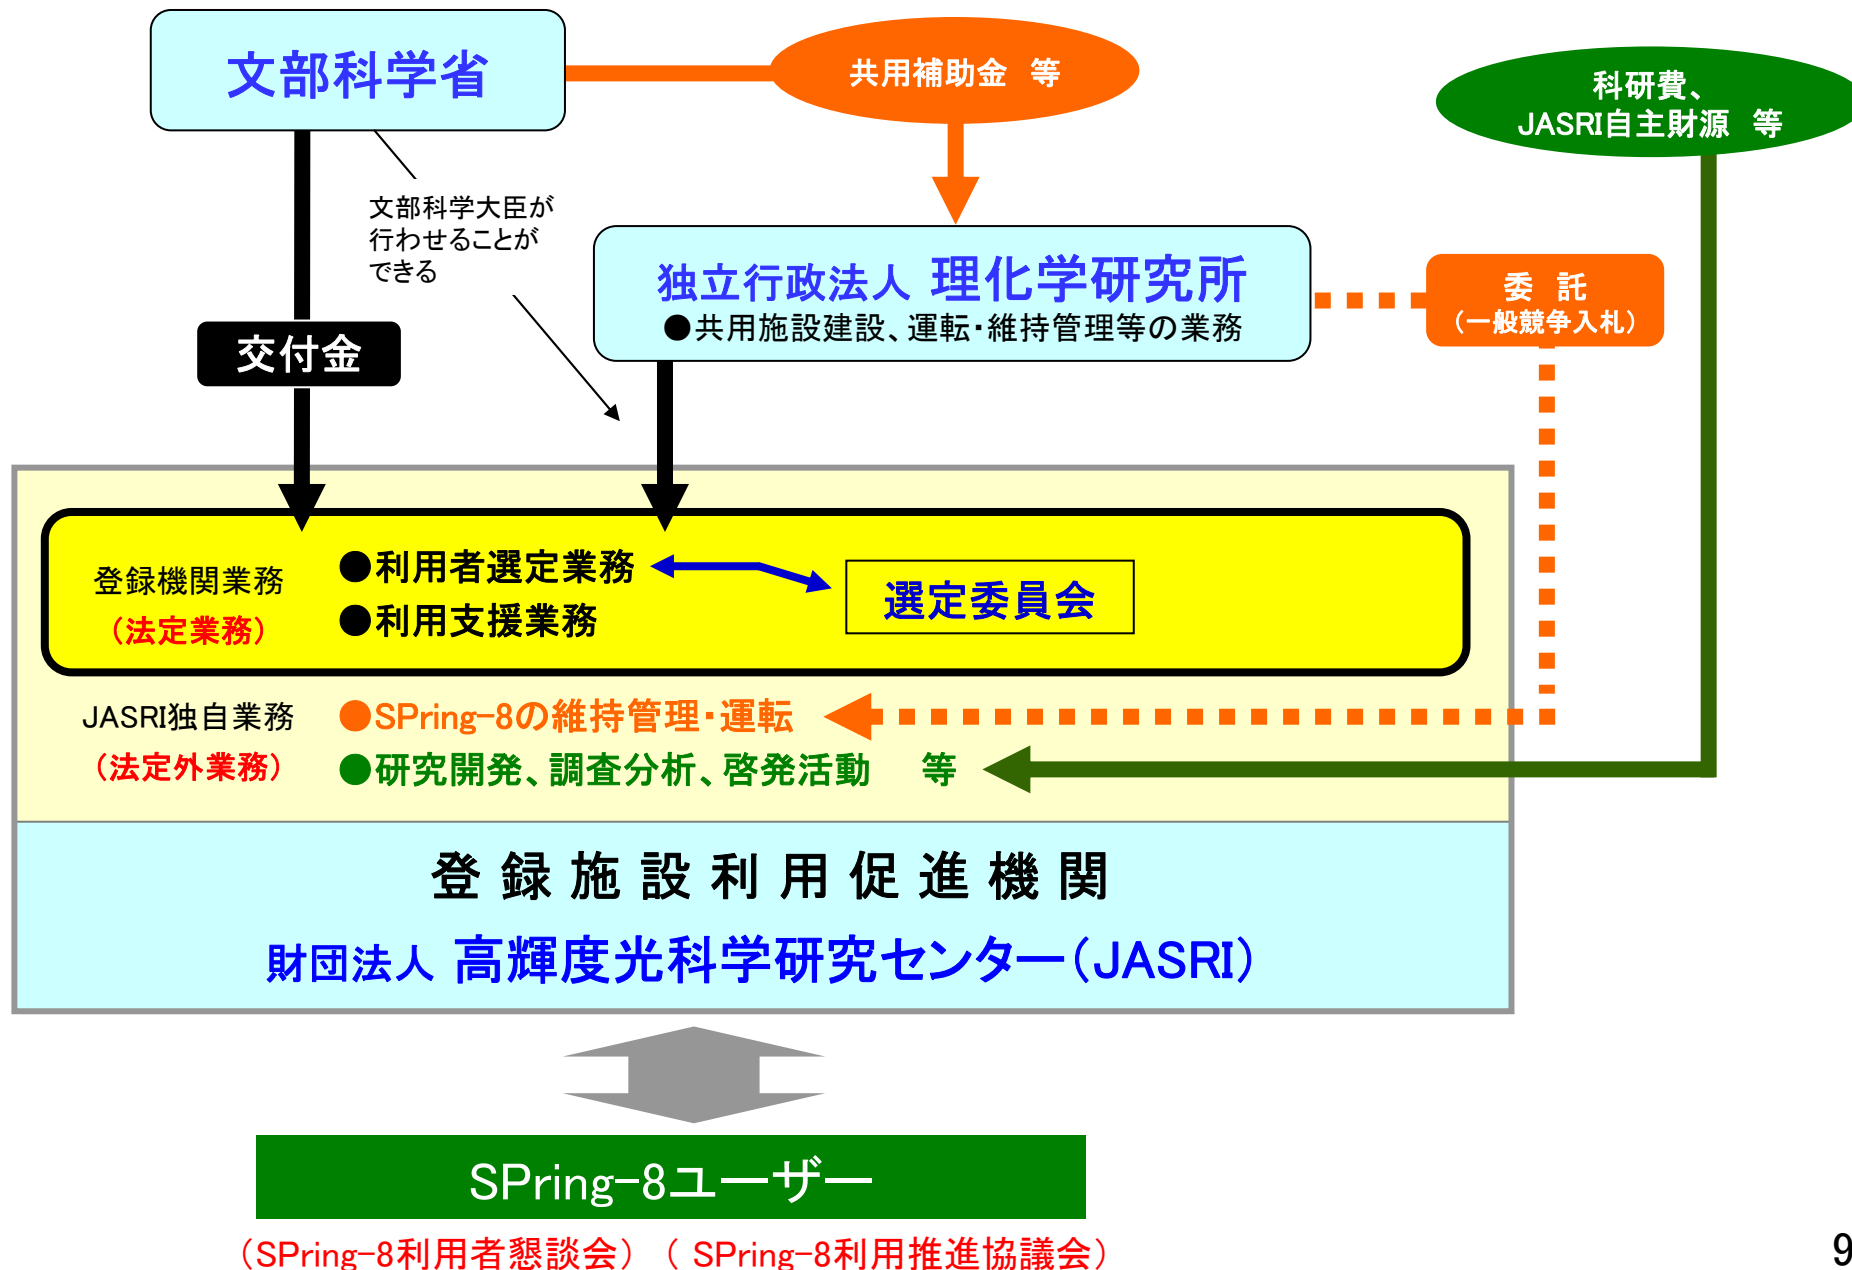 文部科学省
共用補助金　等
科研費、
JASRI自主財源　等
文部科学大臣が
行わせることが
できる
独立行政法人 理化学研究所
●共用施設建設、運転・維持管理等の業務
委 託
（一般競争入札）
交付金
登録機関業務
（法定業務）
●利用者選定業務
●利用支援業務
選定委員会
JASRI独自業務
（法定外業務）
●SPring-8の維持管理・運転
●研究開発、調査分析、啓発活動　等
登 録 施 設 利 用 促 進 機 関
財団法人 高輝度光科学研究センター（JASRI）
SPring-8ユーザー
（SPring-8利用者懇談会）（ SPring-8利用推進協議会）
9